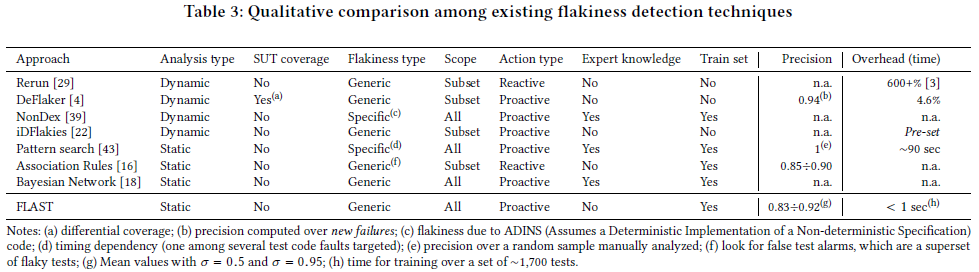 Table 3: Qualitative comparison among existing flakiness detection techniques
Approach Analysis type SUT coverage Flakiness type Scope Action type Expert knowledge Train set Precision Overhead (time)
Rerun [29] Dynamic No Generic Subset Reactive No No n.a. 600+% [3]
DeFlaker [4] Dynamic Yes(a) Generic Subset Proactive No No 0.94(b) 4.6%
NonDex [39] Dynamic No Specific(c) All Proactive Yes Yes n.a. n.a.
iDFlakies [22] Dynamic No Generic Subset Proactive No No n.a. Pre-set
Pattern search [43] Static No Specific(d) All Proactive Yes Yes 1(e) ~90 sec
Association Rules [16] Static No Generic(f) Subset Reactive No Yes 0.85÷0.90 n.a.
Bayesian Network [18] Static No Generic All Proactive Yes Yes n.a. n.a.
FLAST Static No Generic All Proactive No Yes 0.83÷0.92(g) < 1 sec(h)
Notes: (a) differential coverage; (b) precision computed over new failures; (c) flakiness due to ADINS (Assumes a Deterministic Implementation of a Non-deterministic Specification)
code; (d) timing dependency (one among several test code faults targeted); (e) precision over a random sample manually analyzed; (f) look for false test alarms, which are a superset
of flaky tests; (g) Mean values with σ = 0.5 and σ = 0.95; (h) time for training over a set of ~1,700 tests.